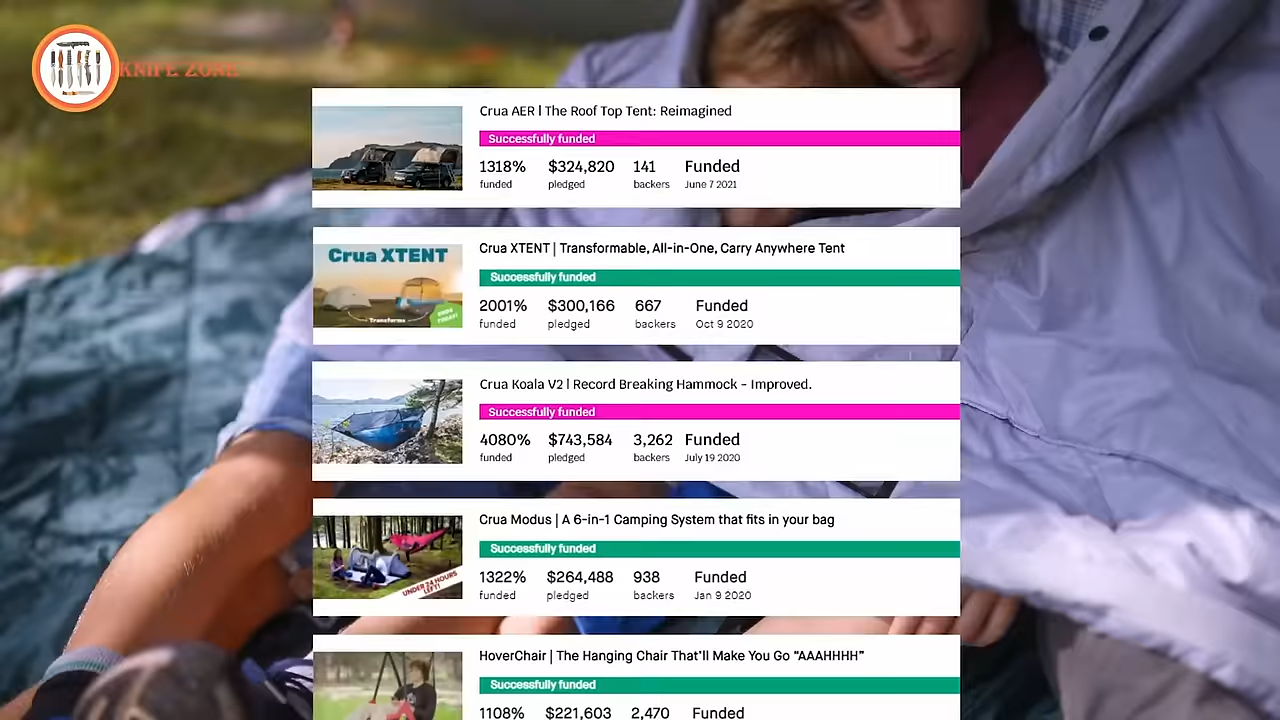 KNIFE ZONE
Crua AER l The Roof Top Tent: Reimagined
Successfully funded
1318% $324,820 141 Funded
funded pledged backers June 7 2021
Crua XTENT
Transforms
ENDS TODAY!
Crua XTENT | Transformable, All-in-One, Carry Anywhere Tent
Successfully funded
2001% $300,166 667 Funded
funded pledged backers Oct 9 2020
Crua Koala V2 l Record Breaking Hammock - Improved.
Successfully funded
4080% $743,584 3,262 Funded
funded pledged backers July 19 2020
UNDER 24 HOURS
LEFT!
Crua Modus | A 6-in-1 Camping System that fits in your bag
Successfully funded
1322% $264,488 938 Funded
funded pledged backers Jan 9 2020
HoverChair | The Hanging Chair That'll Make You Go “AAAHHHH”
Successfully funded
1108% $221,603 2,470 Funded